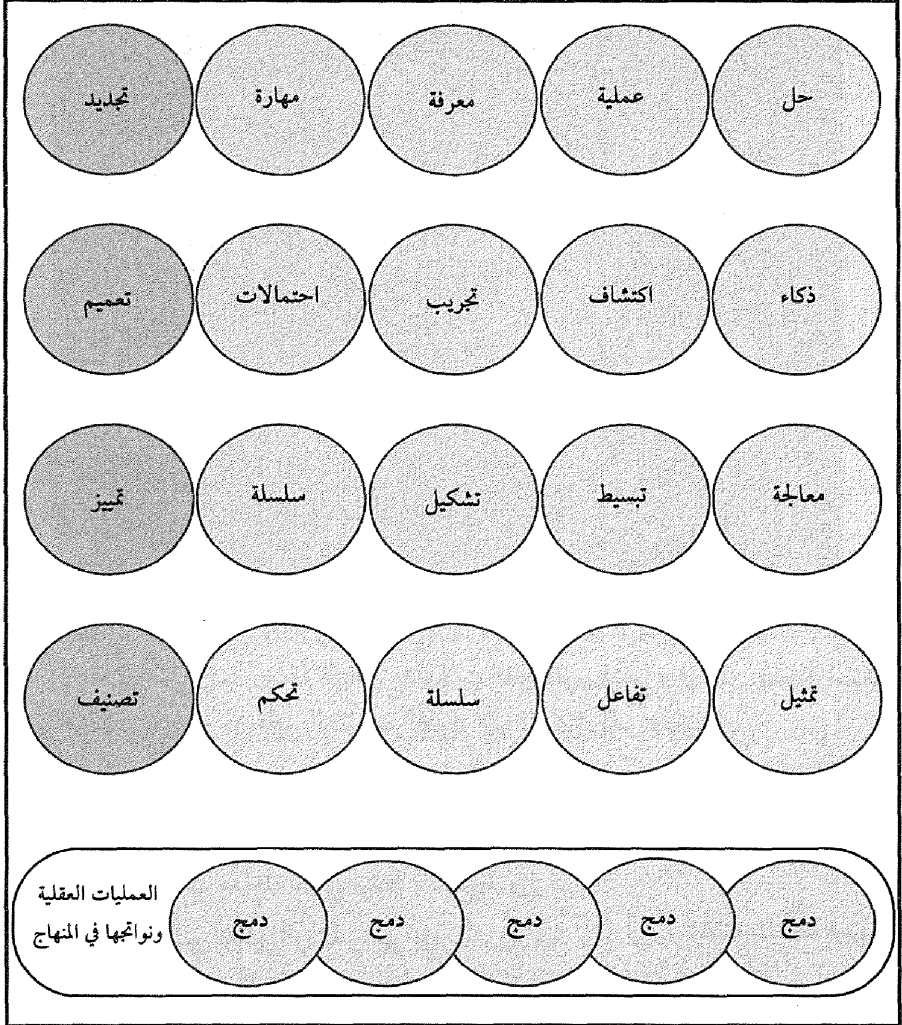 حل عملية معرفة مهارة تجديد
ذكاء اكتشاف تجريب احتمالات تعميم
معالجة تبسيط تشكيل سلسلة تمييز
تمثيل تفاعل سلسلة تحكم تصنيف
دمج دمج دمج دمج دمج
العمليات العقلية
ونواتجها في المنهاج